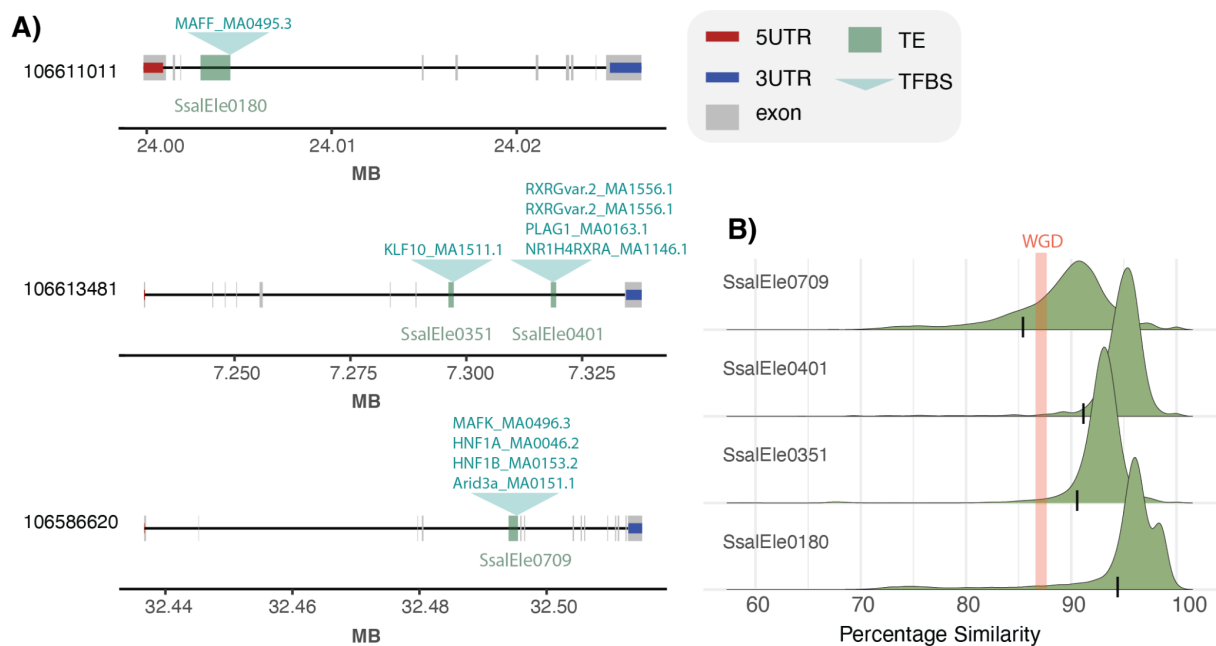 A)
MAFF_MA0495.3
106611011
SsalEle0180
24.00 24.01 24.02
MB
5UTR
3UTR
exon
TE
TFBS
RXRGvar.2_MA1556.1
RXRGvar.2_MA1556.1
PLAG1_MA0163.1
KLF10_MA1511.1 NR1H4RXRA_MA1146.1
106613481
SsalEle0351 SsalEle0401
7.250 7.275 7.300 7.325
MB
MAFK_MA0496.3
HNF1A_MA0046.2
HNF1B_MA0153.2
Arid3a_MA0151.1
106586620
SsalEle0709
32.44 32.46 32.48 32.50
MB
B)
WGD
SsalEle0709
SsalEle0401
SsalEle0351
SsalEle0180
60 70 80 90 100
Percentage Similarity